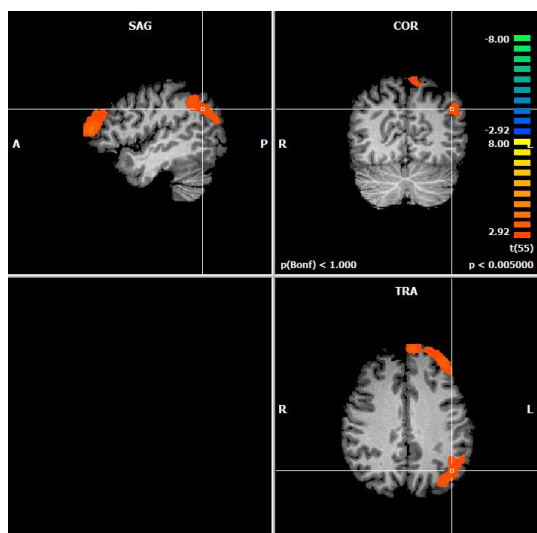 SAG
A
P
COR
R
L
-8.00
-2.92
8.00
2.92
t(55)
p(Bonf) < 1.000
p < 0.005000
TRA
R
L